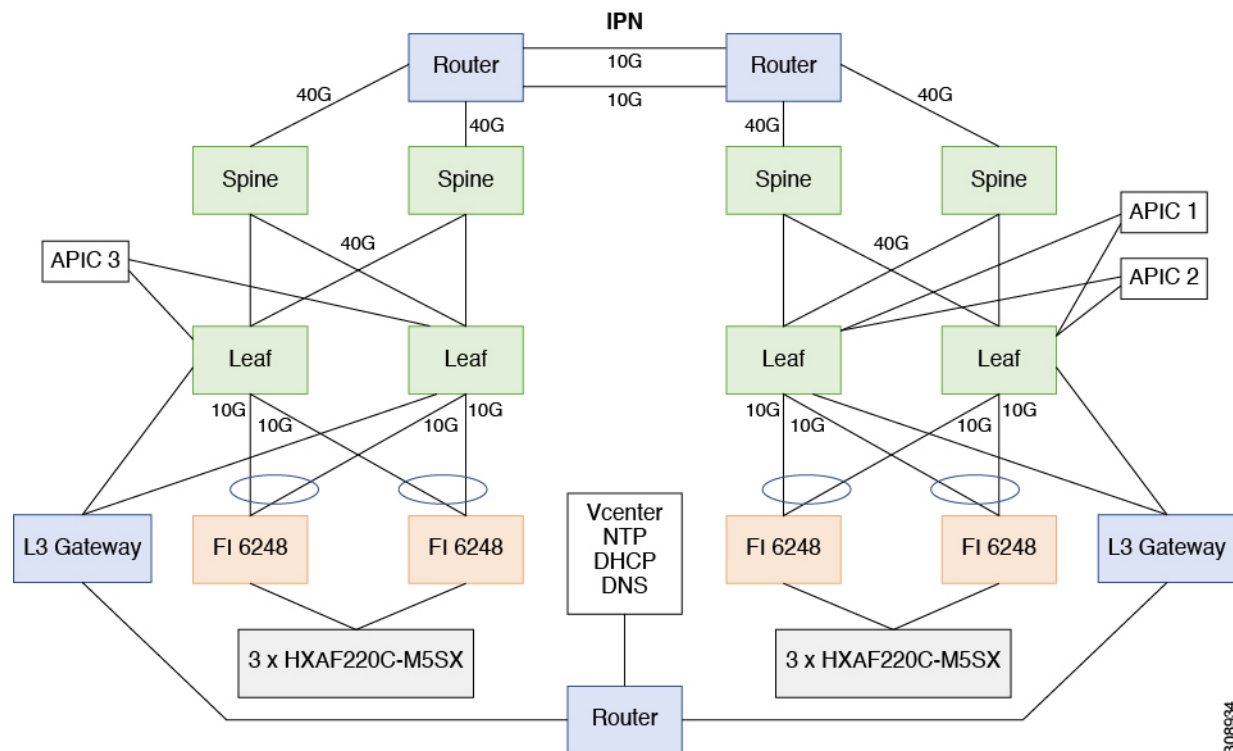 IPN
Router
10G
10G
Router
40G
40G
40G
40G
Spine
Spine
Spine
Spine
APIC 3
40G
40G
APIC 1
APIC 2
Leaf
Leaf
Leaf
Leaf
10G
10G
10G
10G
10G
10G
10G
10G
L3 Gateway
FI 6248
FI 6248
Vcenter
NTP
DHCP
DNS
FI 6248
FI 6248
L3 Gateway
3 x HXAF220C-M5SX
3 x HXAF220C-M5SX
Router
308934